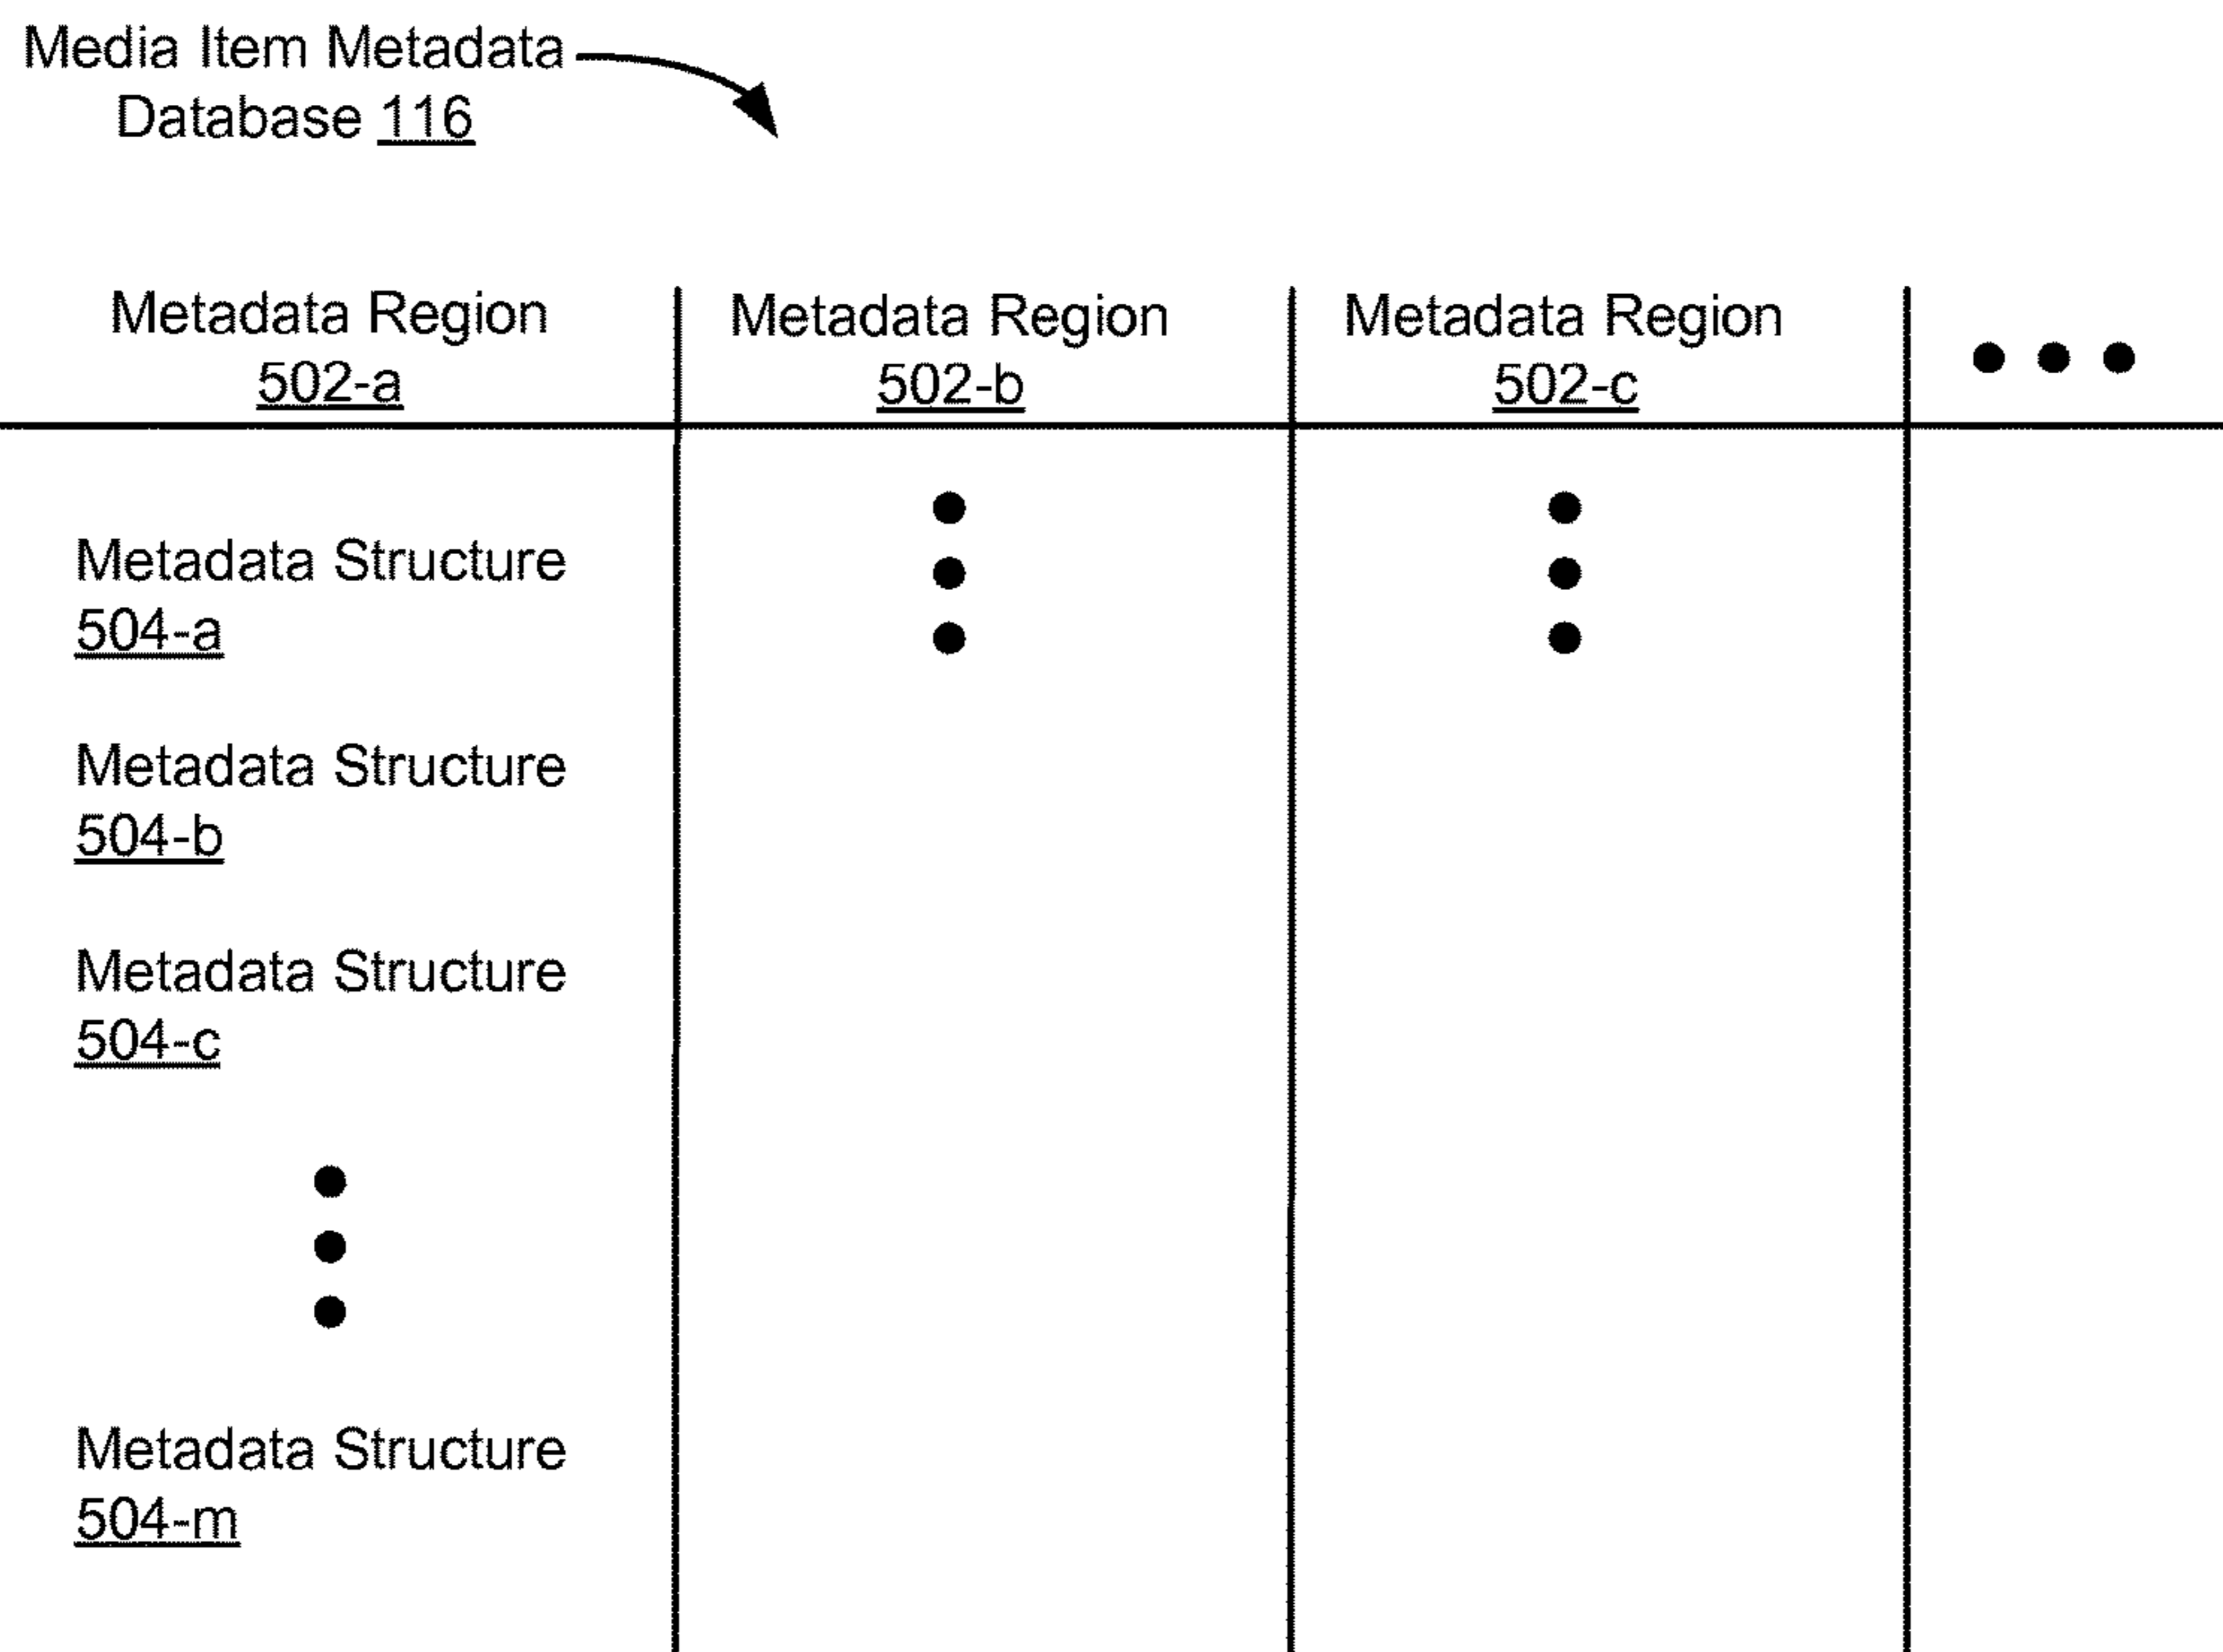 Media Item Metadata
Database 116
Metadata Region
502-a
Metadata Region
502-b
Metadata Region
502-c
Metadata Structure
504-a
Metadata Structure
504-b
Metadata Structure
504-c
Metadata Structure
504-m